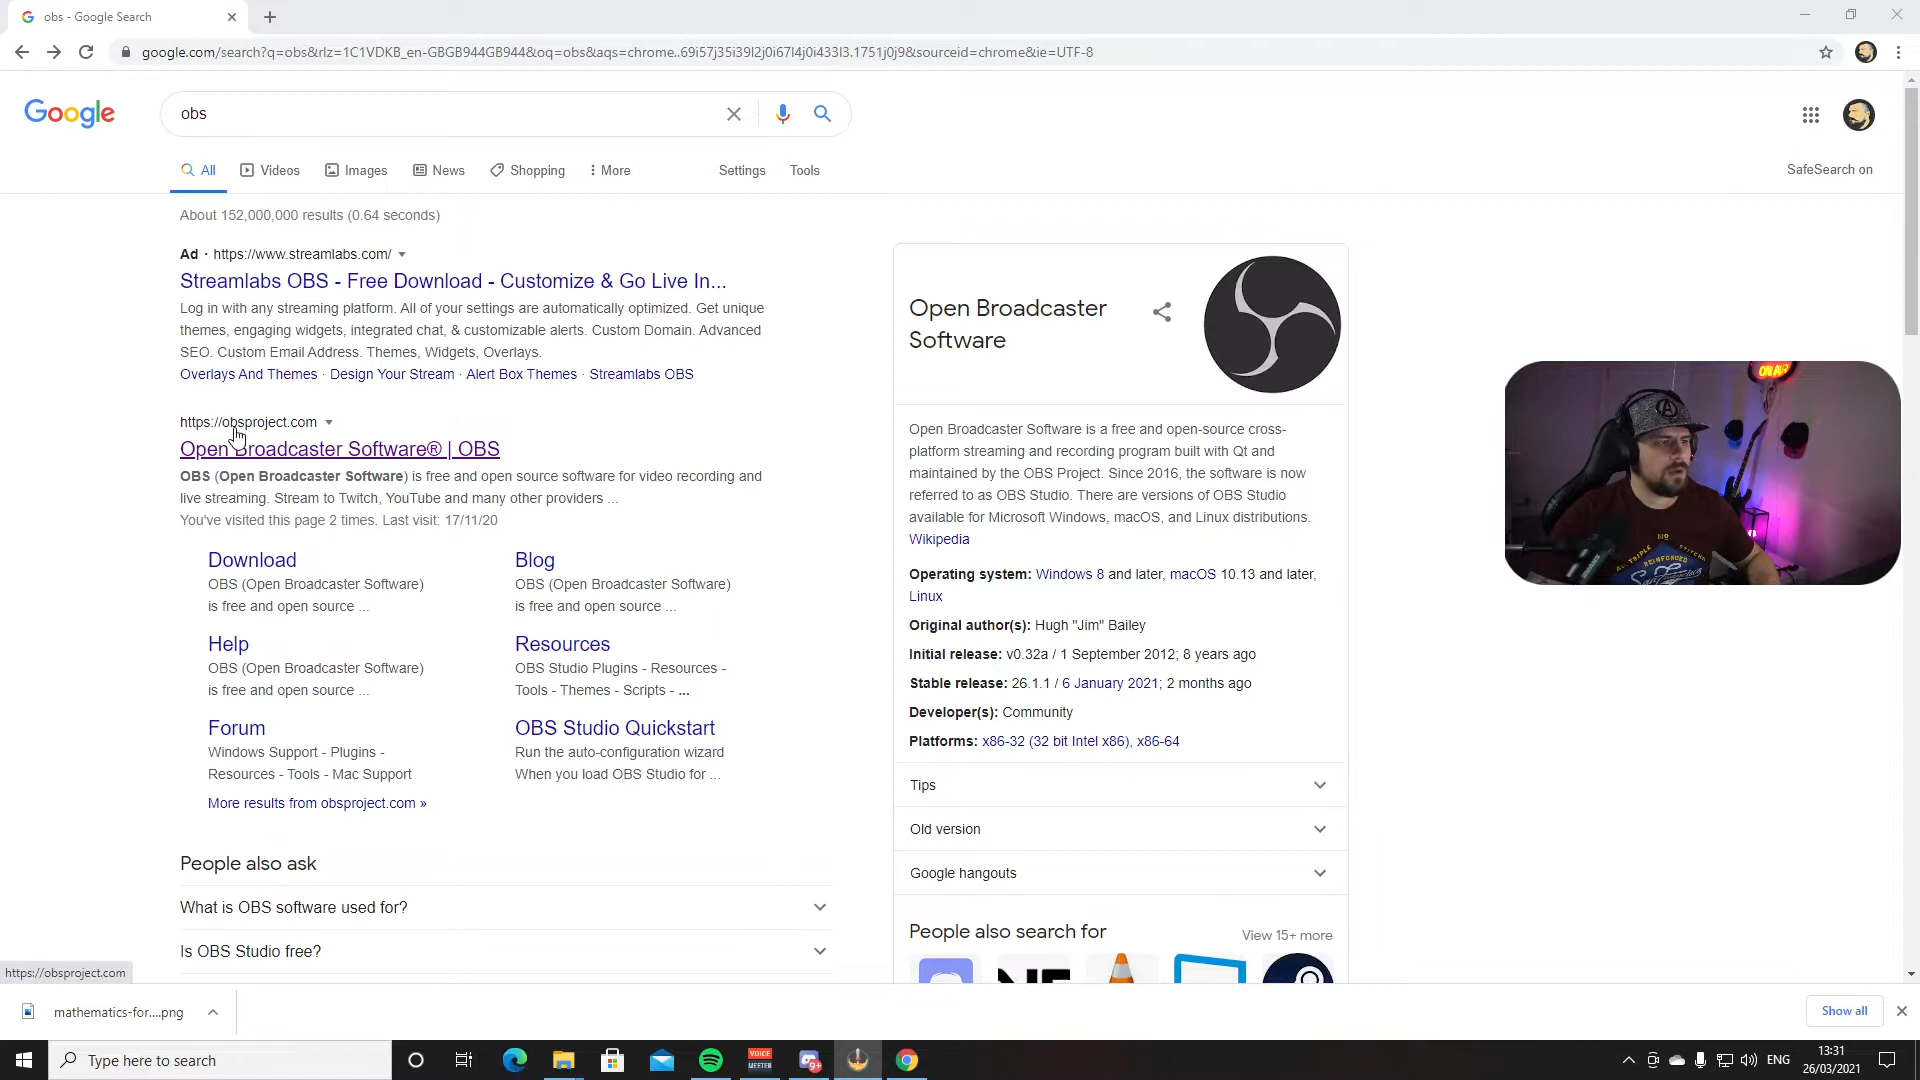 obs - Google Search
google.com/search?q=obs&rlz=1C1VDKB_en-GBGB944GB944&oq=obs&aqs=chrome..69i57j35i39l2j0i67l4j0i433l3.1751j0j9&sourceid=chrome&ie=UTF-8
Google
obs
All
Videos
Images
News
Shopping
More
Settings
Tools
SafeSearch on
About 152,000,000 results (0.64 seconds)
Ad · https://www.streamlabs.com/
Streamlabs OBS - Free Download - Customize & Go Live In...
Log in with any streaming platform. All of your settings are automatically optimized. Get unique
themes, engaging widgets, integrated chat, & customizable alerts. Custom Domain. Advanced
SEO. Custom Email Address. Themes, Widgets, Overlays.
Overlays And Themes · Design Your Stream · Alert Box Themes · Streamlabs OBS
https://obsproject.com
Open Broadcaster Software® | OBS
OBS (Open Broadcaster Software) is free and open source software for video recording and
live streaming. Stream to Twitch, YouTube and many other providers ...
You've visited this page 2 times. Last visit: 17/11/20
Download
OBS (Open Broadcaster Software)
is free and open source ...
Blog
OBS (Open Broadcaster Software)
is free and open source ...
Help
OBS (Open Broadcaster Software)
is free and open source ...
Resources
OBS Studio Plugins - Resources -
Tools - Themes - Scripts - ...
Forum
Windows Support - Plugins -
Resources - Tools - Mac Support
OBS Studio Quickstart
Run the auto-configuration wizard
When you load OBS Studio for ...
More results from obsproject.com »
People also ask
What is OBS software used for?
Is OBS Studio free?
Open Broadcaster
Software
Open Broadcaster Software is a free and open-source cross-
platform streaming and recording program built with Qt and
maintained by the OBS Project. Since 2016, the software is now
referred to as OBS Studio. There are versions of OBS Studio
available for Microsoft Windows, macOS, and Linux distributions.
Wikipedia
Operating system: Windows 8 and later, macOS 10.13 and later,
Linux
Original author(s): Hugh "Jim" Bailey
Initial release: v0.32a / 1 September 2012; 8 years ago
Stable release: 26.1.1 / 6 January 2021; 2 months ago
Developer(s): Community
Platforms: x86-32 (32 bit Intel x86), x86-64
Tips
Old version
Google hangouts
People also search for
View 15+ more
ON AIR
https://obsproject.com
mathematics-for....png
Show all
Type here to search
VOICE
MEETER
9+
ENG
13:31
26/03/2021